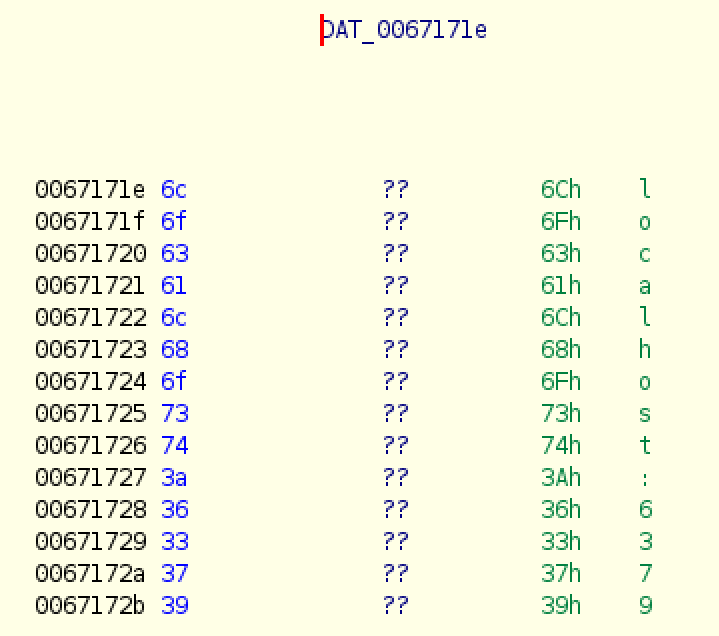 DAT_0067171e
0067171e 6c ?? 6Ch l
0067171f 6f ?? 6Fh o
00671720 63 ?? 63h c
00671721 61 ?? 61h a
00671722 6c ?? 6Ch l
00671723 68 ?? 68h h
00671724 6f ?? 6Fh o
00671725 73 ?? 73h s
00671726 74 ?? 74h t
00671727 3a ?? 3Ah :
00671728 36 ?? 36h 6
00671729 33 ?? 33h 3
0067172a 37 ?? 37h 7
0067172b 39 ?? 39h 9